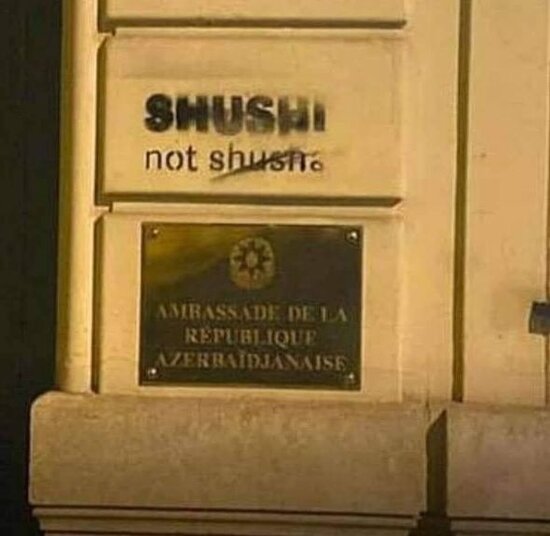 SHUSHI
not shusha
AMBASSADE DE LA
RÉPUBLIQUE
AZERBAÏDJANAISE